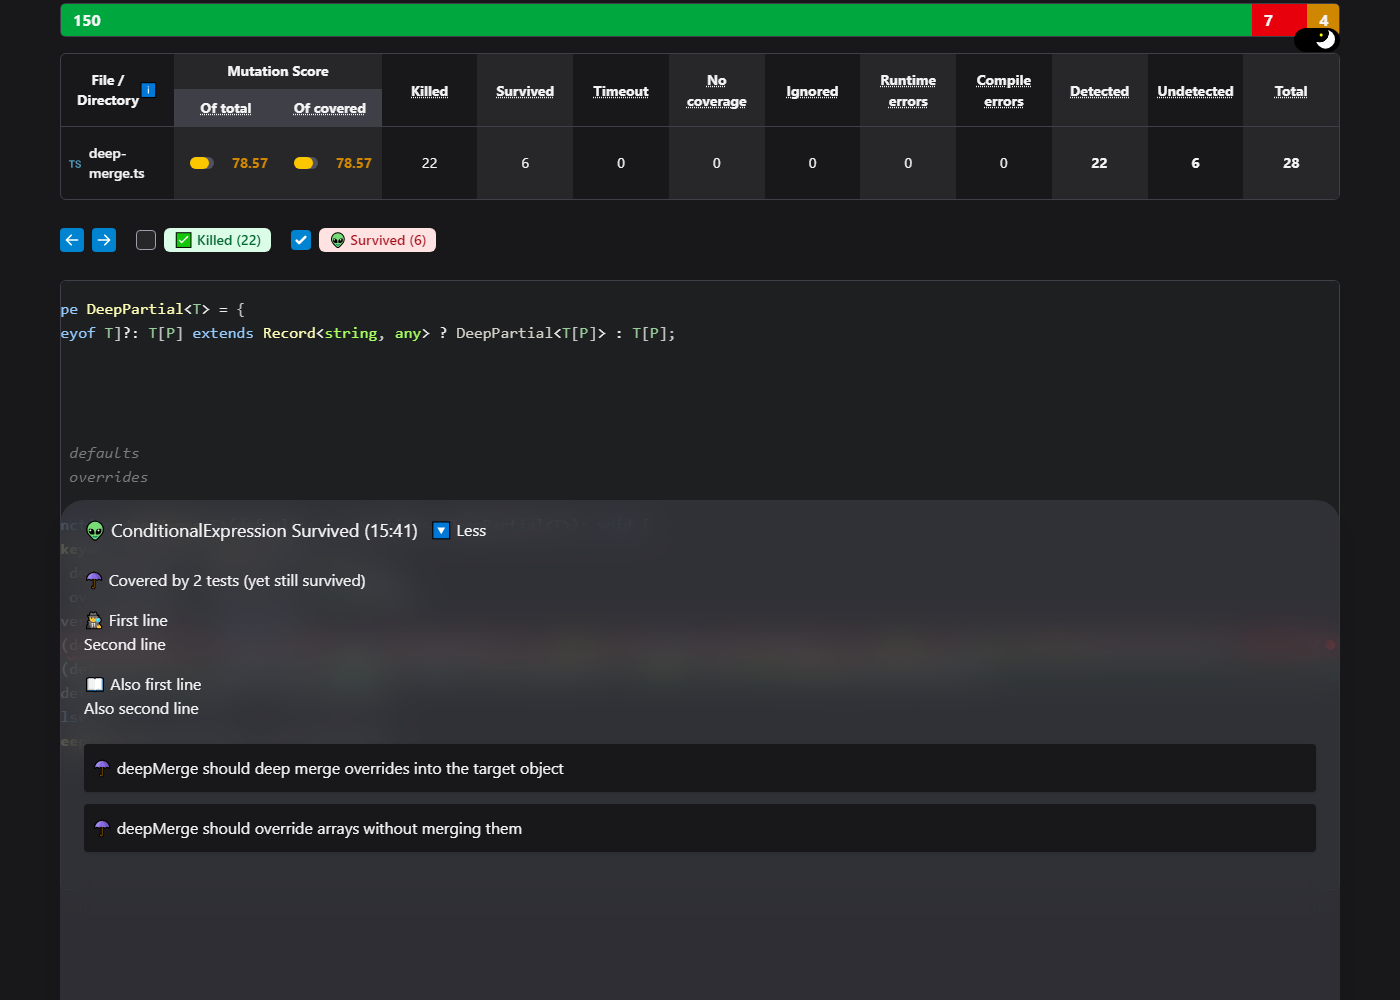 150 7 4
File / Directory i
Mutation Score
Of total Of covered
Killed Survived Timeout No coverage Ignored Runtime errors Compile errors Detected Undetected Total
TS deep-merge.ts 78.57 78.57 22 6 0 0 0 0 0 22 6 28
Killed (22) Survived (6)
pe DeepPartial<T> = {
eyof T]?: T[P] extends Record<string, any> ? DeepPartial<T[P]> : T[P];
defaults
overrides
ConditionalExpression Survived (15:41) Less
Covered by 2 tests (yet still survived)
First line
Second line
Also first line
Also second line
deepMerge should deep merge overrides into the target object
deepMerge should override arrays without merging them